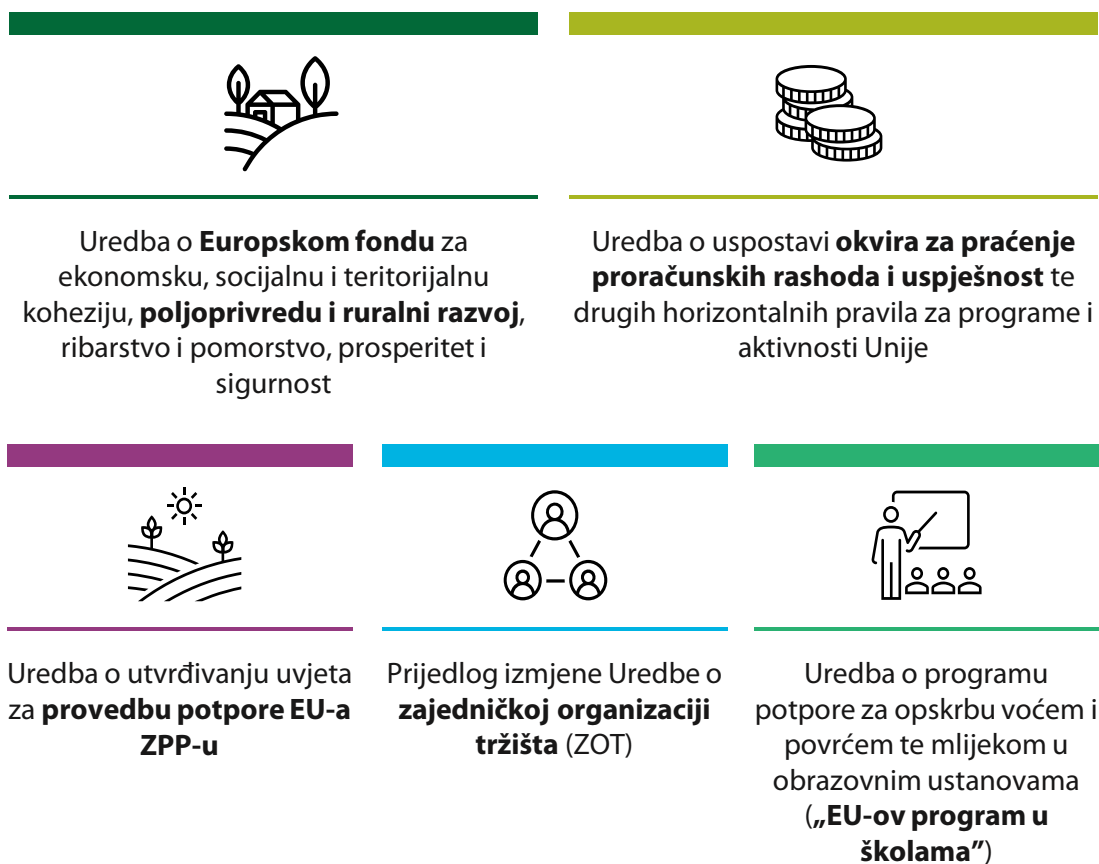 Uredba o Europskom fondu za
ekonomsku, socijalnu i teritorijalnu
koheziju, poljoprivredu i ruralni razvoj,
ribarstvo i pomorstvo, prosperitet i
sigurnost
Uredba o uspostavi okvira za praćenje
proračunskih rashoda i uspješnost te
drugih horizontalnih pravila za programe i
aktivnosti Unije
Uredba o utvrđivanju uvjeta
za provedbu potpore EU-a
ZPP-u
Prijedlog izmjene Uredbe o
zajedničkoj organizaciji
tržišta (ZOT)
Uredba o programu
potpore za opskrbu voćem i
povrćem te mlijekom u
obrazovnim ustanovama
(„EU-ov program u
školama”)